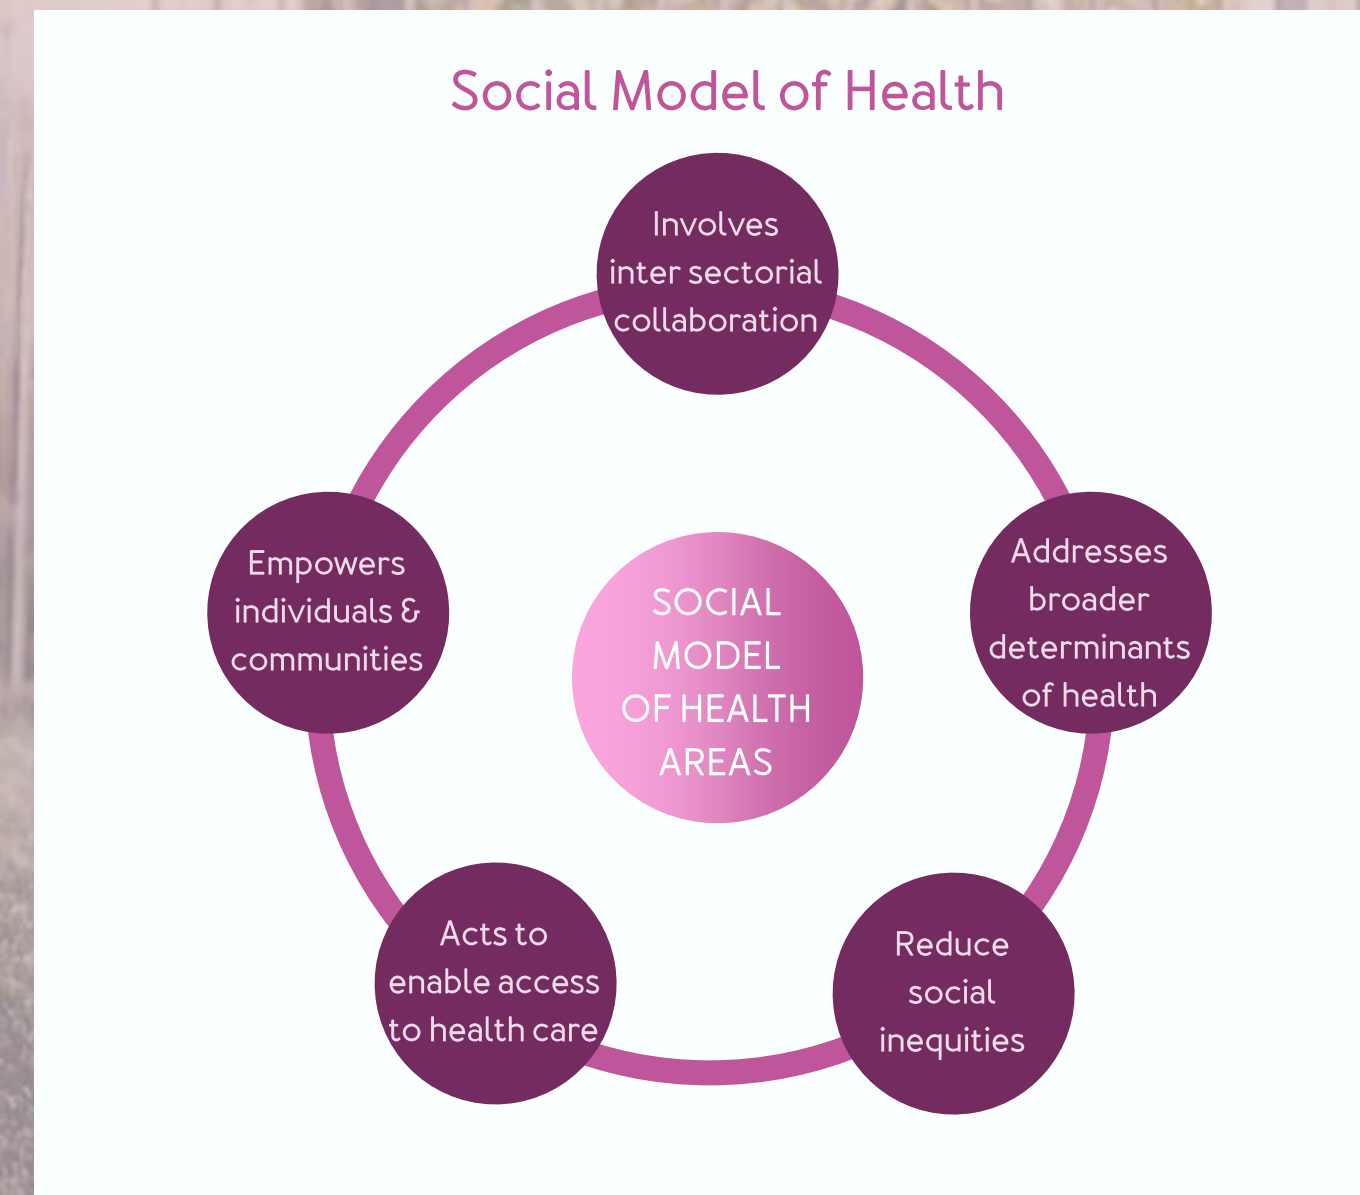 Social Model of Health
Involves
inter sectorial
collaboration
Empowers
individuals &
communities
Addresses
broader
determinants
of health
SOCIAL
MODEL
OF HEALTH
AREAS
Acts to
enable access
to health care
Reduce
social
inequities